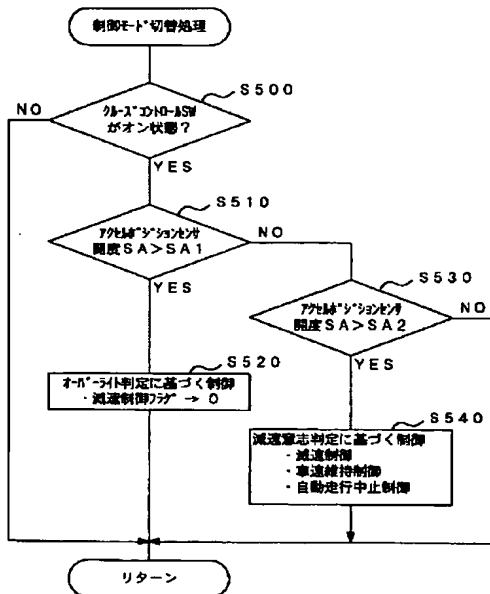 制御モード切替処理
S500
NO
クルーズコントロールSW
がオン状態?
YES
S510
アクセルポジションセンサ
開度SA>SA1
NO
YES
S530
アクセルポジションセンサ
開度SA>SA2
NO
YES
S520
オーバーライト判定に基づく制御
・減速制御フラグ → 0
S540
減速意志判定に基づく制御
・減速制御
・車速維持制御
・自動走行中止制御
リターン